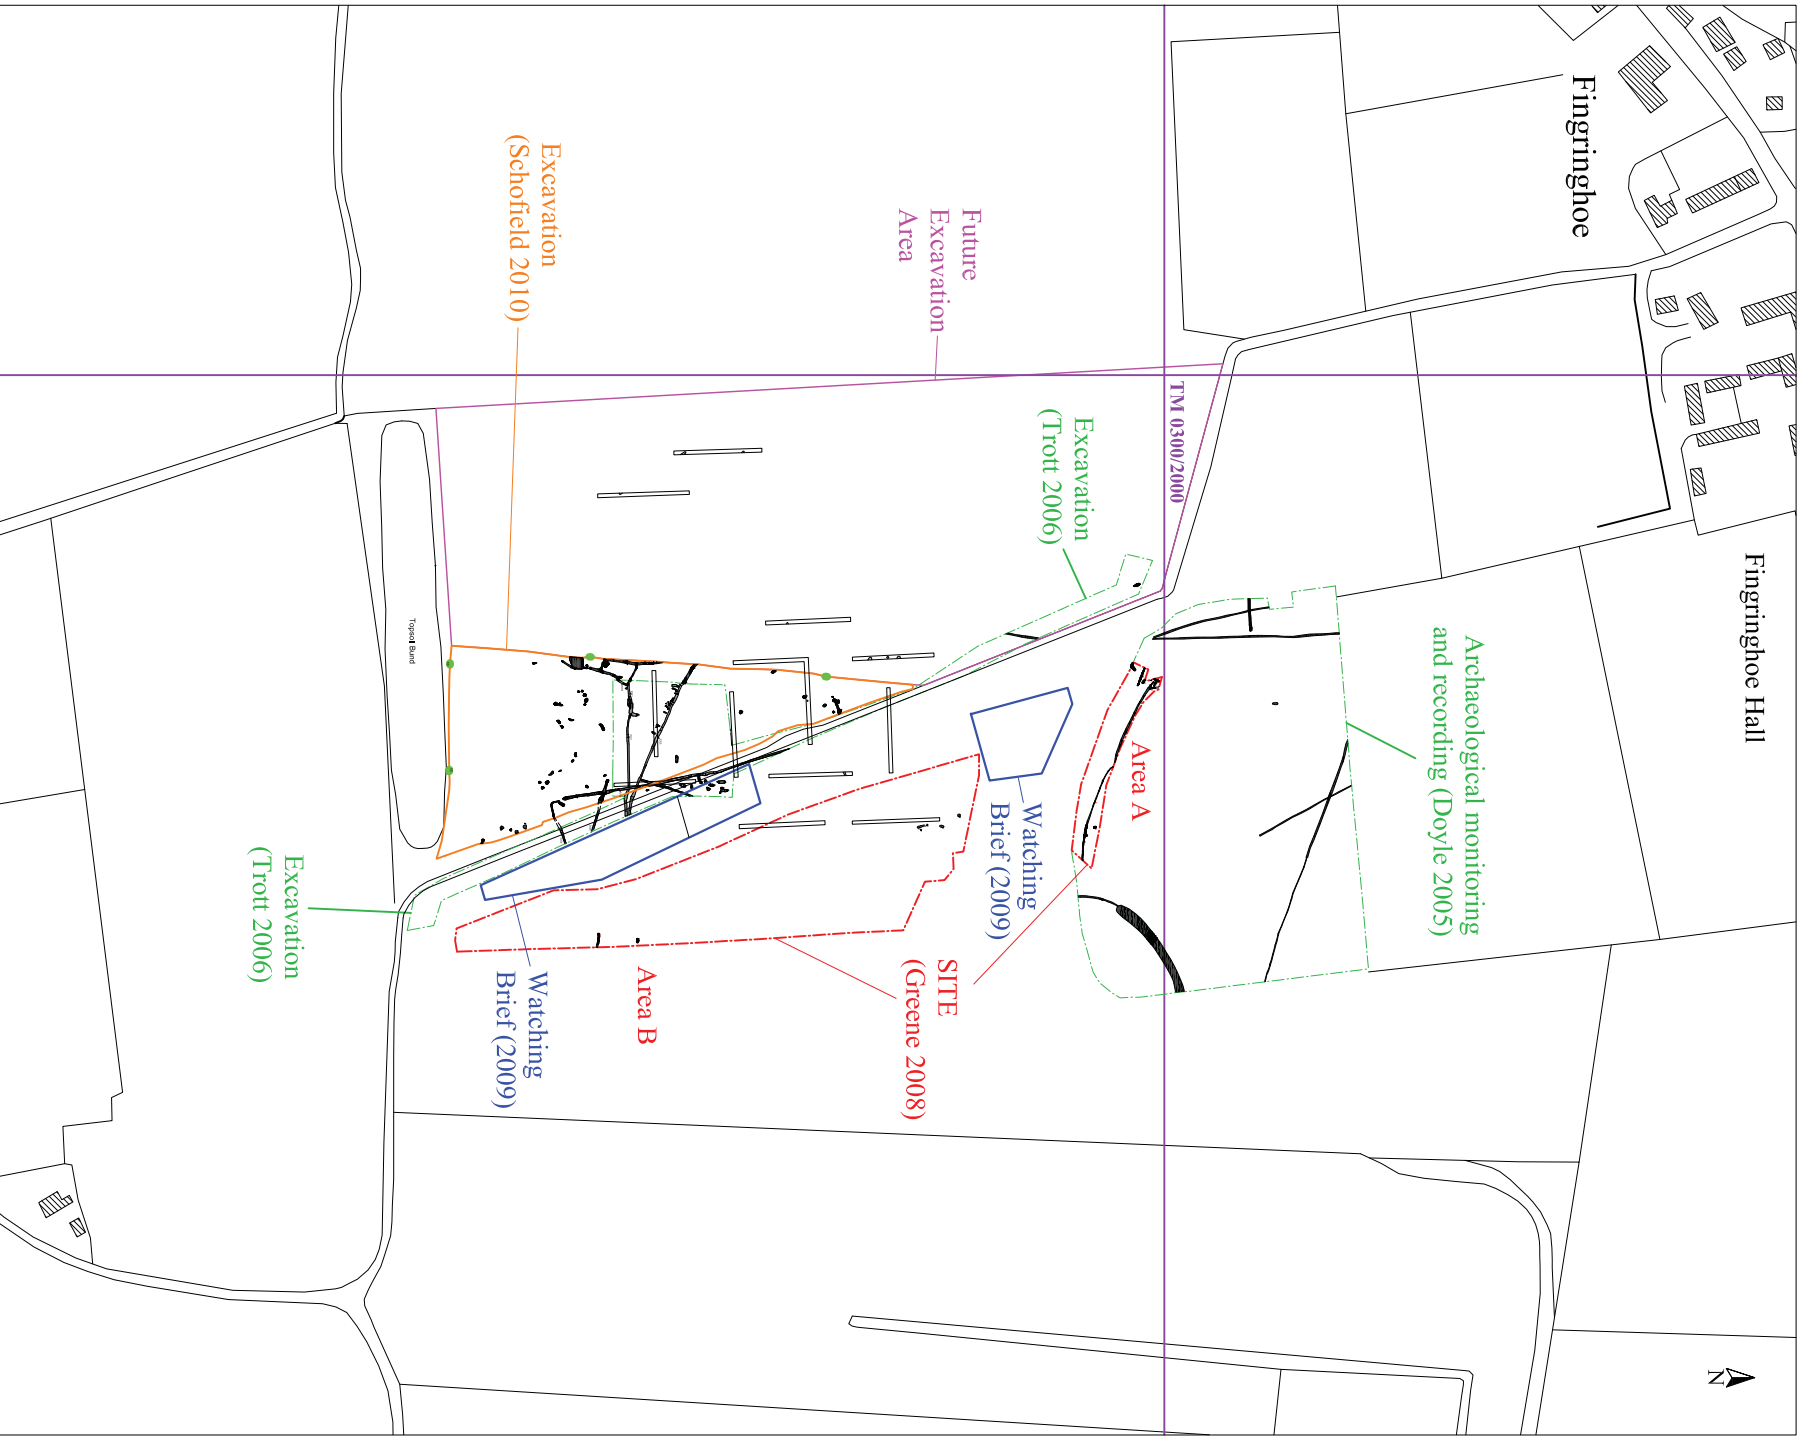 Fingringhoe
Fingringhoe Hall
Archaeological monitoring
and recording (Doyle 2005)
TM 0300/2000
Area A
Excavation
(Trott 2006)
Watching
Brief (2009)
Future
Excavation
Area
SITE
(Greene 2008)
Area B
Excavation
(Schofield 2010)
Watching
Brief (2009)
Topsoil Bund
Excavation
(Trott 2006)
N